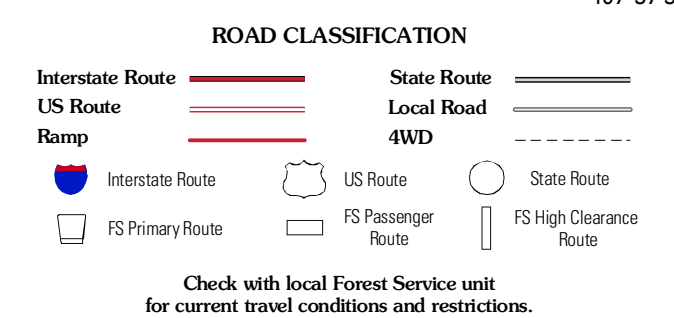 ROAD CLASSIFICATION
Interstate Route
State Route
US Route
Local Road
Ramp
4WD
Interstate Route
US Route
State Route
FS Primary Route
FS Passenger
Route
FS High Clearance
Route
Check with local Forest Service unit
for current travel conditions and restrictions.